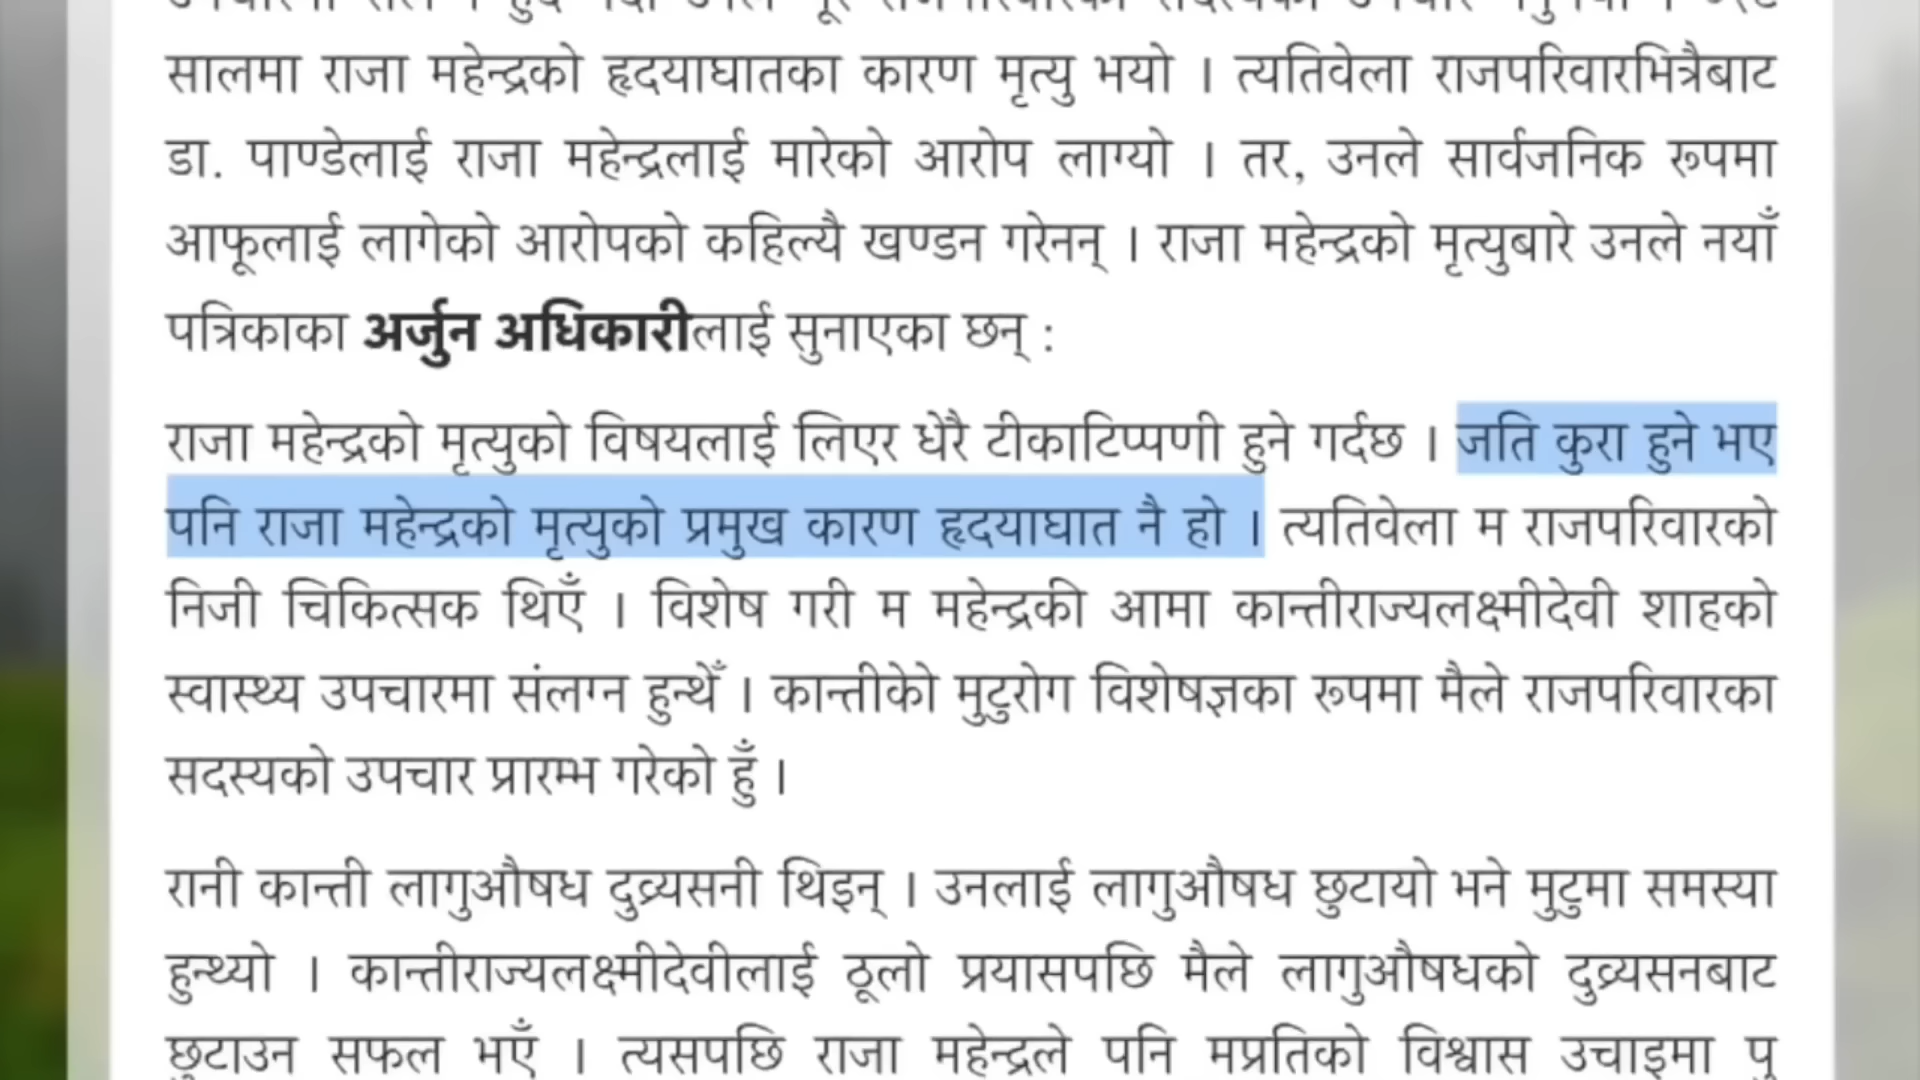 सालमा राजा महेन्द्रको हृदयाघातका कारण मृत्यु भयो । त्यतिवेला राजपरिवारभित्रैबाट
डा. पाण्डेलाई राजा महेन्द्रलाई मारेको आरोप लाग्यो । तर, उनले सार्वजनिक रूपमा
आफूलाई लागेको आरोपको कहिल्यै खण्डन गरेनन् । राजा महेन्द्रको मृत्युबारे उनले नयाँ
पत्रिकाका अर्जुन अधिकारीलाई सुनाएका छन् :
राजा महेन्द्रको मृत्युको विषयलाई लिएर धेरै टीकाटिप्पणी हुने गर्दछ । जति कुरा हुने भए
पनि राजा महेन्द्रको मृत्युको प्रमुख कारण हृदयाघात नै हो । त्यतिवेला म राजपरिवारको
निजी चिकित्सक थिएँ । विशेष गरी म महेन्द्रकी आमा कान्तीराज्यलक्ष्मीदेवी शाहको
स्वास्थ्य उपचारमा संलग्न हुन्थेँ । कान्तीकोे मुटुरोग विशेषज्ञका रूपमा मैले राजपरिवारका
सदस्यको उपचार प्रारम्भ गरेको हुँ ।
रानी कान्ती लागुऔषध दुव्र्यसनी थिइन् । उनलाई लागुऔषध छुटायो भने मुटुमा समस्या
हुन्थ्यो । कान्तीराज्यलक्ष्मीदेवीलाई ठूलो प्रयासपछि मैले लागुऔषधको दुव्र्यसनबाट
छुटाउन सफल भएँ । त्यसपछि राजा महेन्द्रले पनि मप्रतिको विश्वास उचाइमा पु